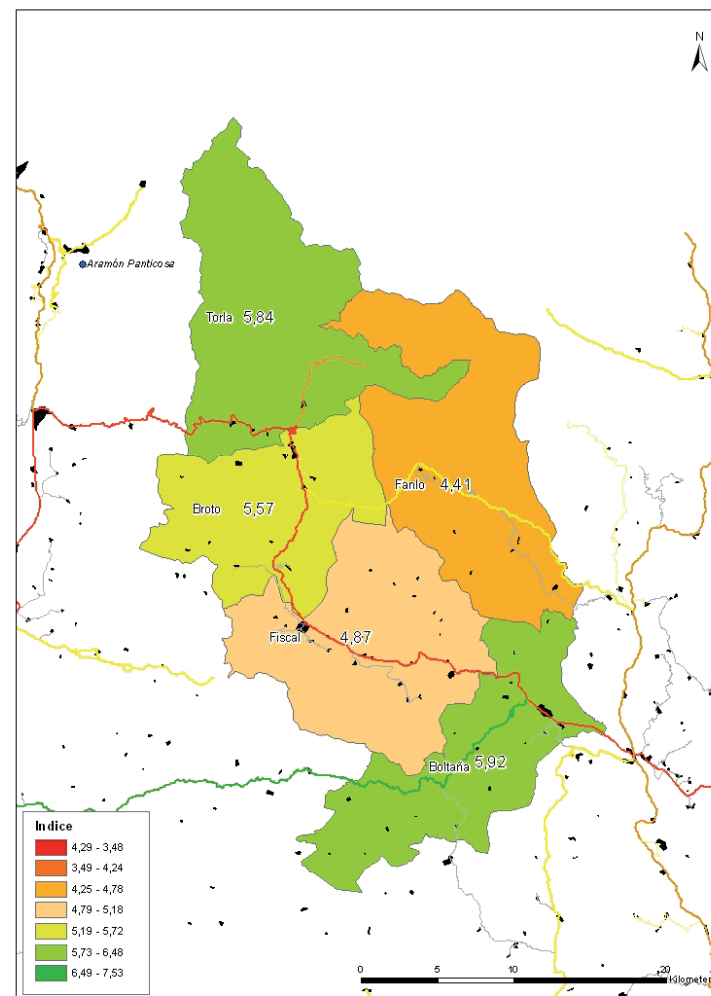 N
Aramón Panticosa
Torla 5,84
Fanlo 4,41
Broto 5,57
Fiscal 4,87
Boltaña 5,92
Indice
4,29 - 3,48
3,49 - 4,24
4,25 - 4,78
4,79 - 5,18
5,19 - 5,72
5,73 - 6,48
6,49 - 7,53
0 5 10 20
Kilometers